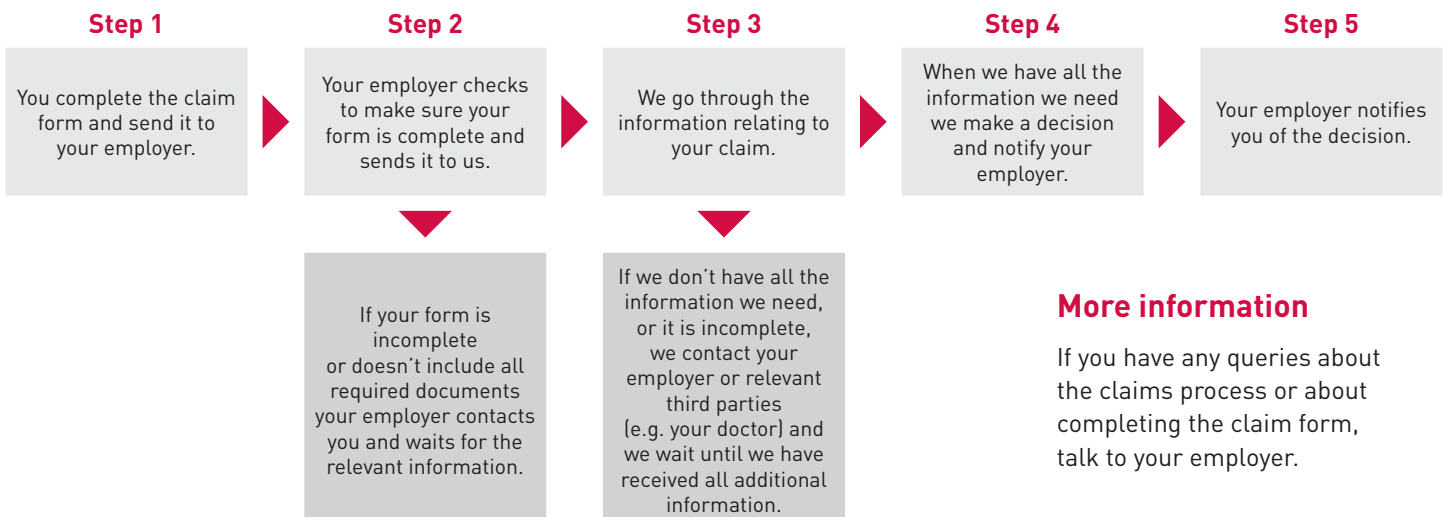 Step 1
You complete the claim
form and send it to
your employer.
Step 2
Your employer checks
to make sure your
form is complete and
sends it to us.
Step 3
We go through the
information relating to
your claim.
Step 4
When we have all the
information we need
we make a decision
and notify your
employer.
Step 5
Your employer notifies
you of the decision.
If your form is
incomplete
or doesn’t include all
required documents
your employer contacts
you and waits for the
relevant information.
If we don’t have all the
information we need,
or it is incomplete,
we contact your
employer or relevant
third parties
(e.g. your doctor) and
we wait until we have
received all additional
information.
More information
If you have any queries about
the claims process or about
completing the claim form,
talk to your employer.